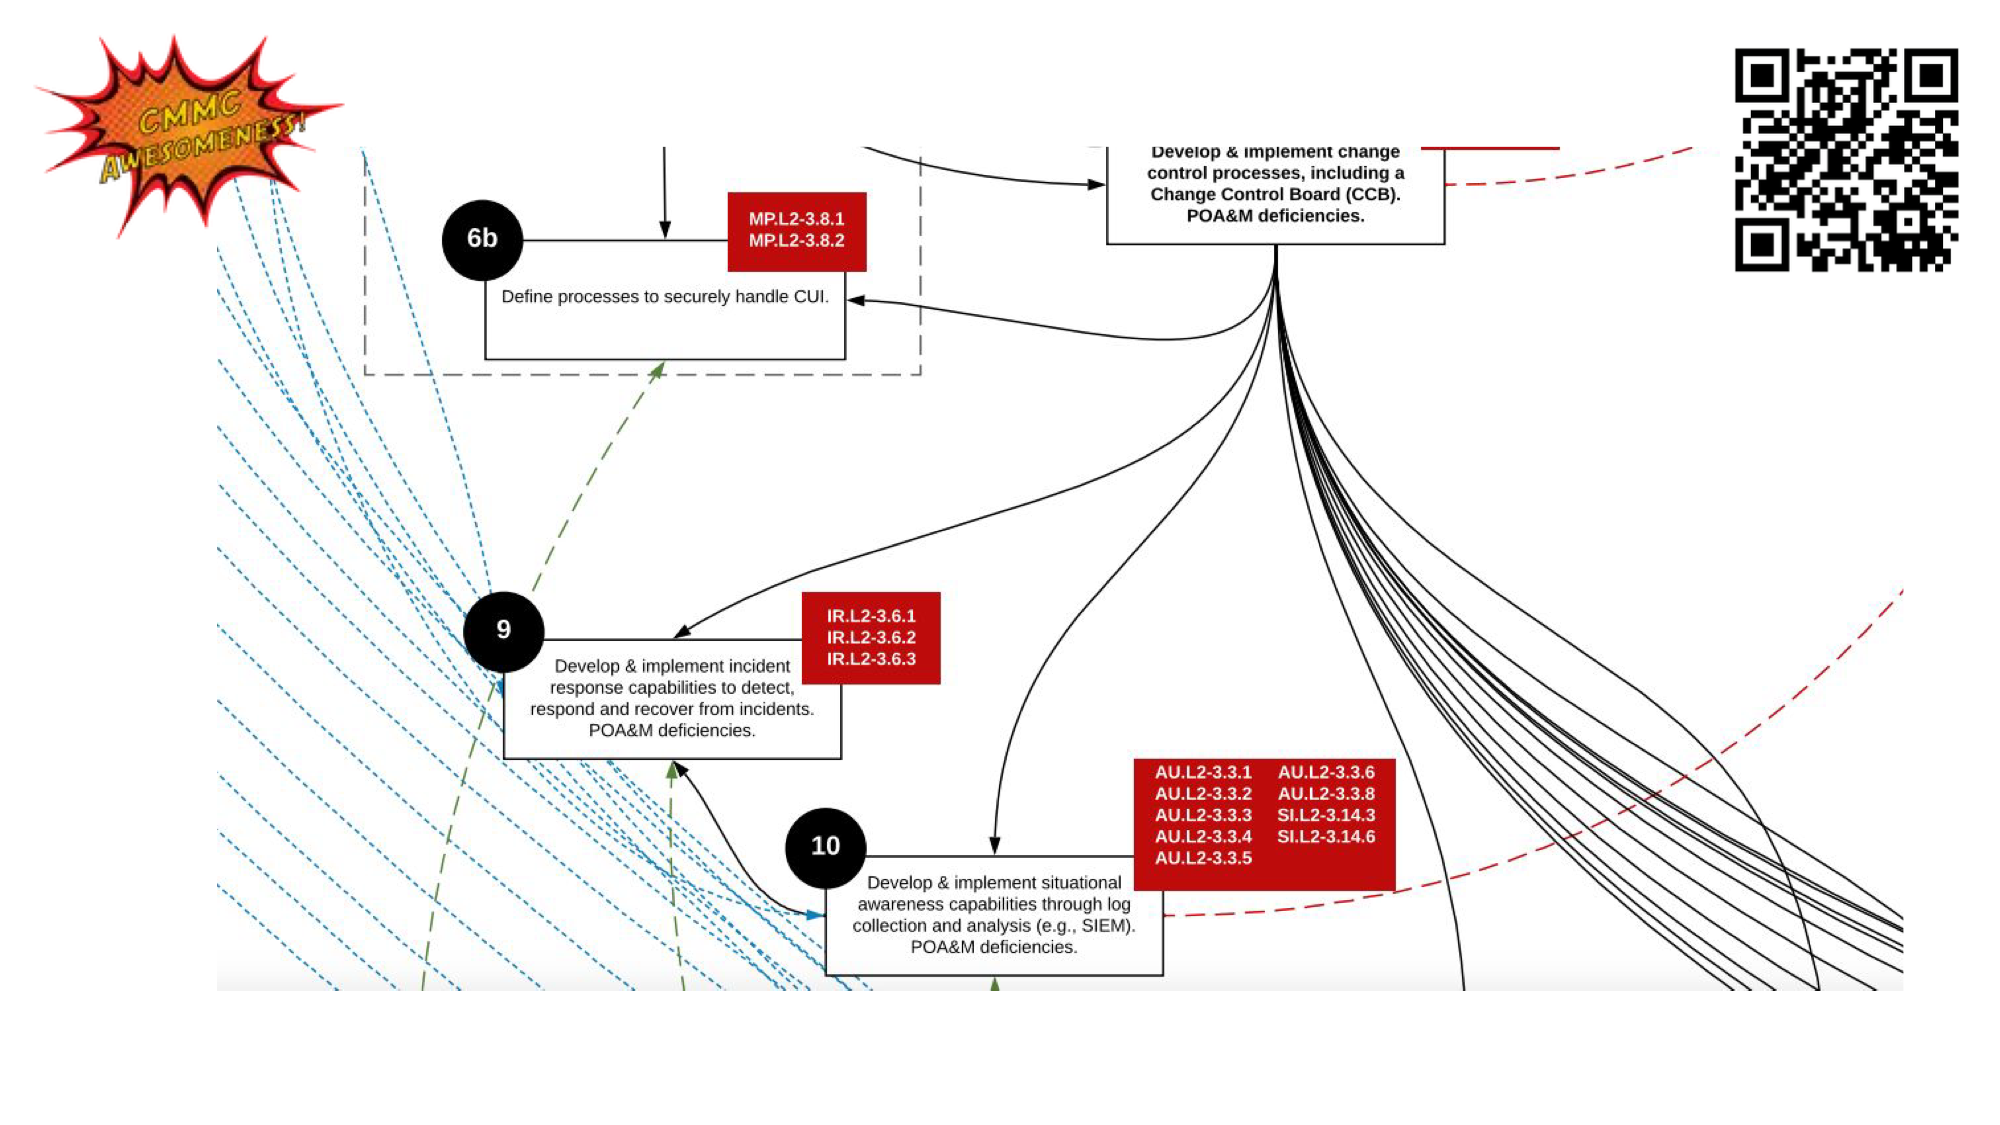 CMMC
AWESOMENESS!
Develop & implement change
control processes, including a
Change Control Board (CCB).
POA&M deficiencies.
6b
MP.L2-3.8.1
MP.L2-3.8.2
Define processes to securely handle CUI.
9
IR.L2-3.6.1
IR.L2-3.6.2
IR.L2-3.6.3
Develop & implement incident
response capabilities to detect,
respond and recover from incidents.
POA&M deficiencies.
10
AU.L2-3.3.1 AU.L2-3.3.6
AU.L2-3.3.2 AU.L2-3.3.8
AU.L2-3.3.3 SI.L2-3.14.3
AU.L2-3.3.4 SI.L2-3.14.6
AU.L2-3.3.5
Develop & implement situational
awareness capabilities through log
collection and analysis (e.g., SIEM).
POA&M deficiencies.